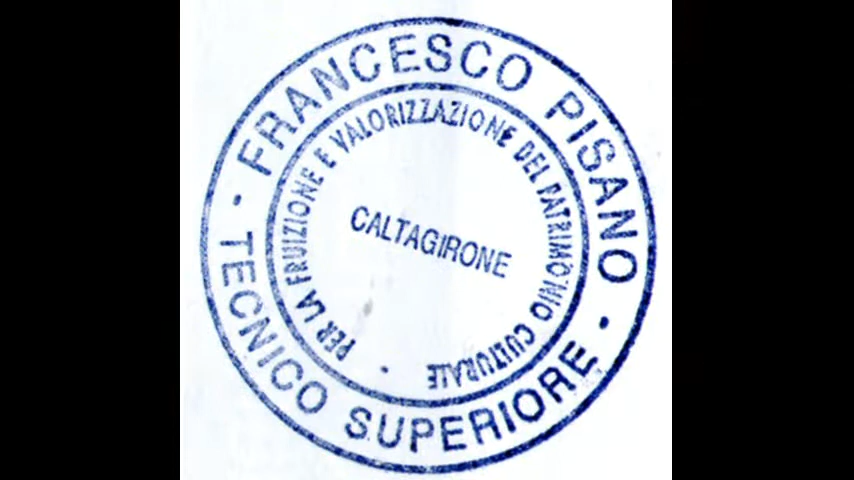 FRANCESCO PISANO
TECNICO SUPERIORE
PER LA FRUIZIONE E VALORIZZAZIONE DEL PATRIMONIO CULTURALE
CALTAGIRONE